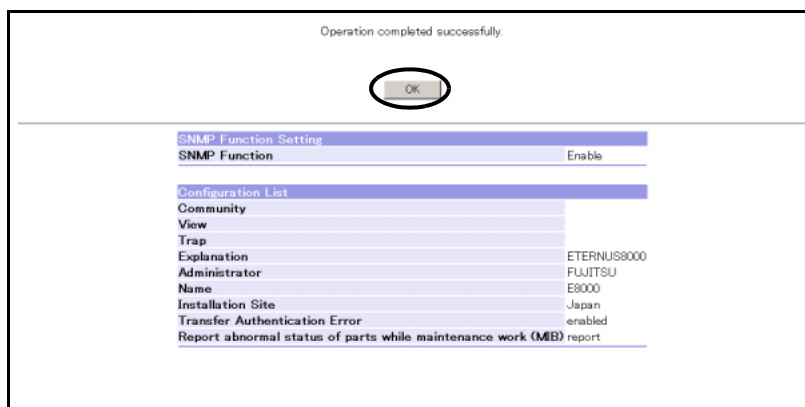 Operation completed successfully.
OK
SNMP Function Setting
SNMP Function Enable
Configuration List
Community
View
Trap
Explanation ETERNUS8000
Administrator FUJITSU
Name E8000
Installation Site Japan
Transfer Authentication Error enabled
Report abnormal status of parts while maintenance work (MIB) report